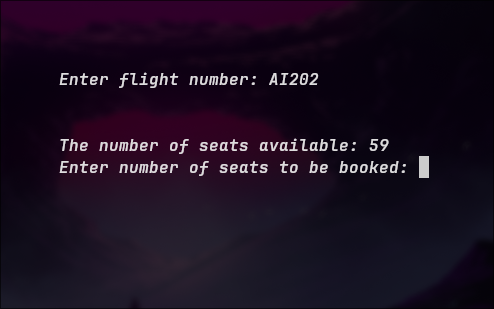 Enter flight number: AI202
The number of seats available: 59
Enter number of seats to be booked: